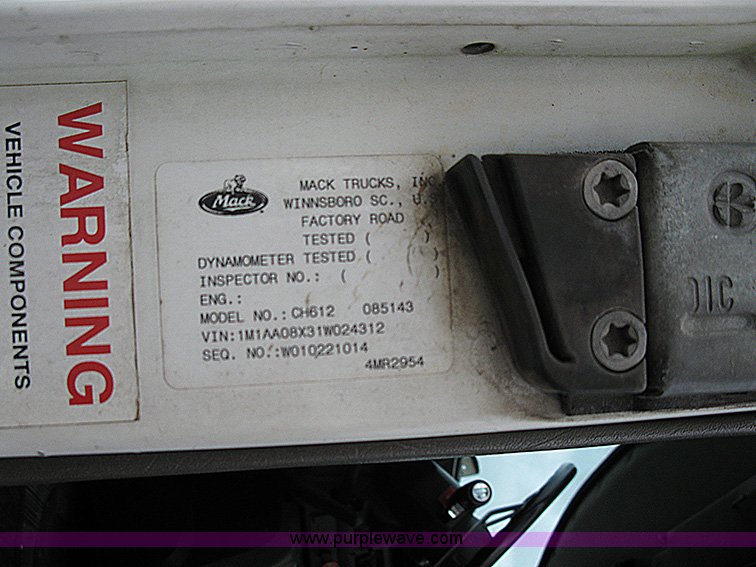 WARNING
VEHICLE COMPONENTS
Mack
MACK TRUCKS, INC
WINNSBORO SC., U.S
FACTORY ROAD
TESTED ( )
DYNAMOMETER TESTED ( )
INSPECTOR NO.: ( )
ENG.:
MODEL NO.: CH612 085143
VIN:1M1AA08X31W024312
SEQ. NO.:W010221014
4MR2954
www.purplewave.com